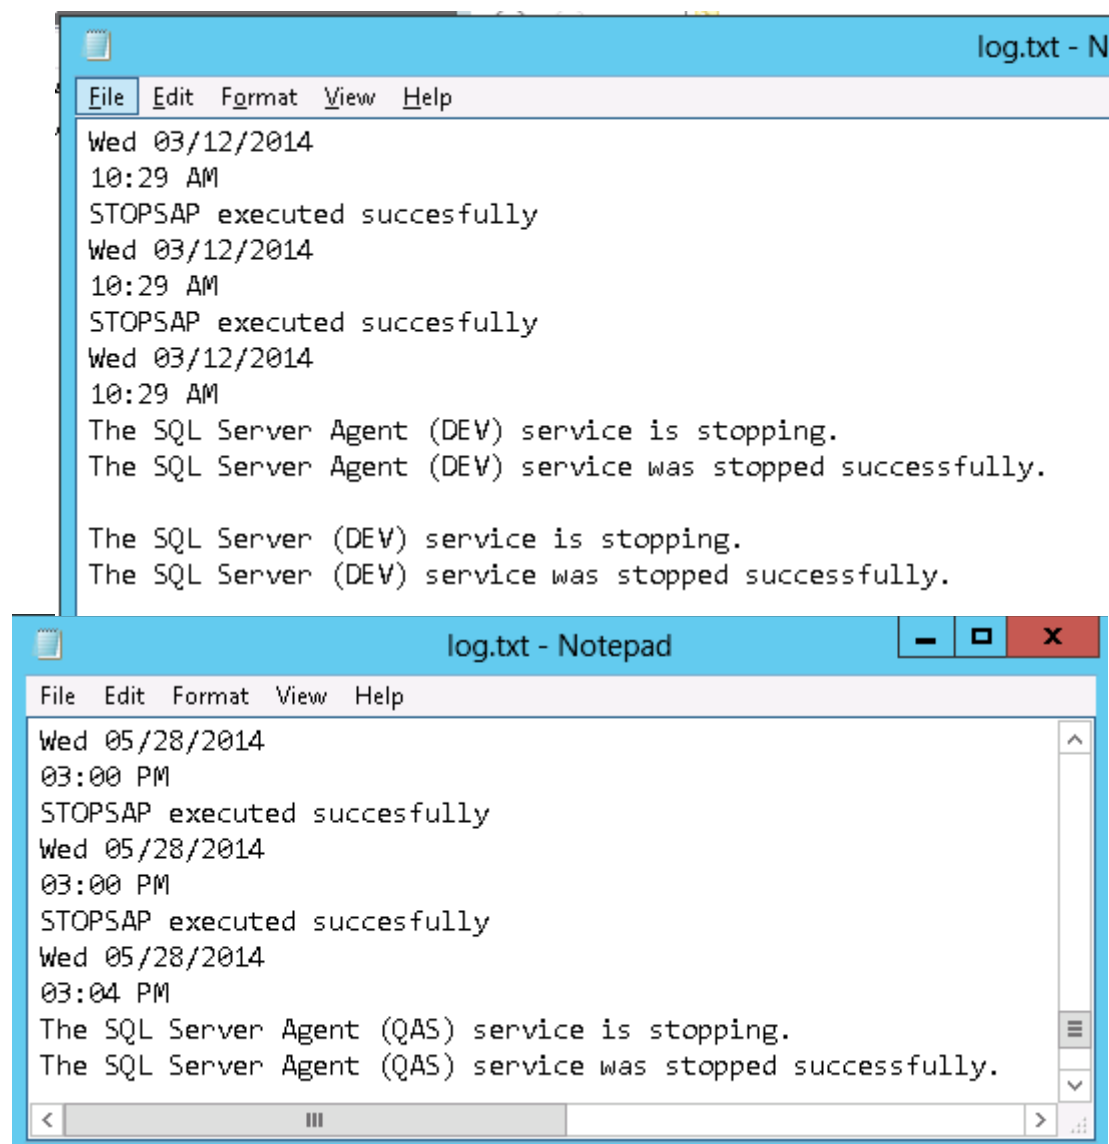 log.txt - N
File Edit Format View Help
Wed 03/12/2014
10:29 AM
STOPSAP executed succesfully
Wed 03/12/2014
10:29 AM
STOPSAP executed succesfully
Wed 03/12/2014
10:29 AM
The SQL Server Agent (DEV) service is stopping.
The SQL Server Agent (DEV) service was stopped successfully.
The SQL Server (DEV) service is stopping.
The SQL Server (DEV) service was stopped successfully.
log.txt - Notepad
File Edit Format View Help
Wed 05/28/2014
03:00 PM
STOPSAP executed succesfully
Wed 05/28/2014
03:00 PM
STOPSAP executed succesfully
Wed 05/28/2014
03:04 PM
The SQL Server Agent (QAS) service is stopping.
The SQL Server Agent (QAS) service was stopped successfully.